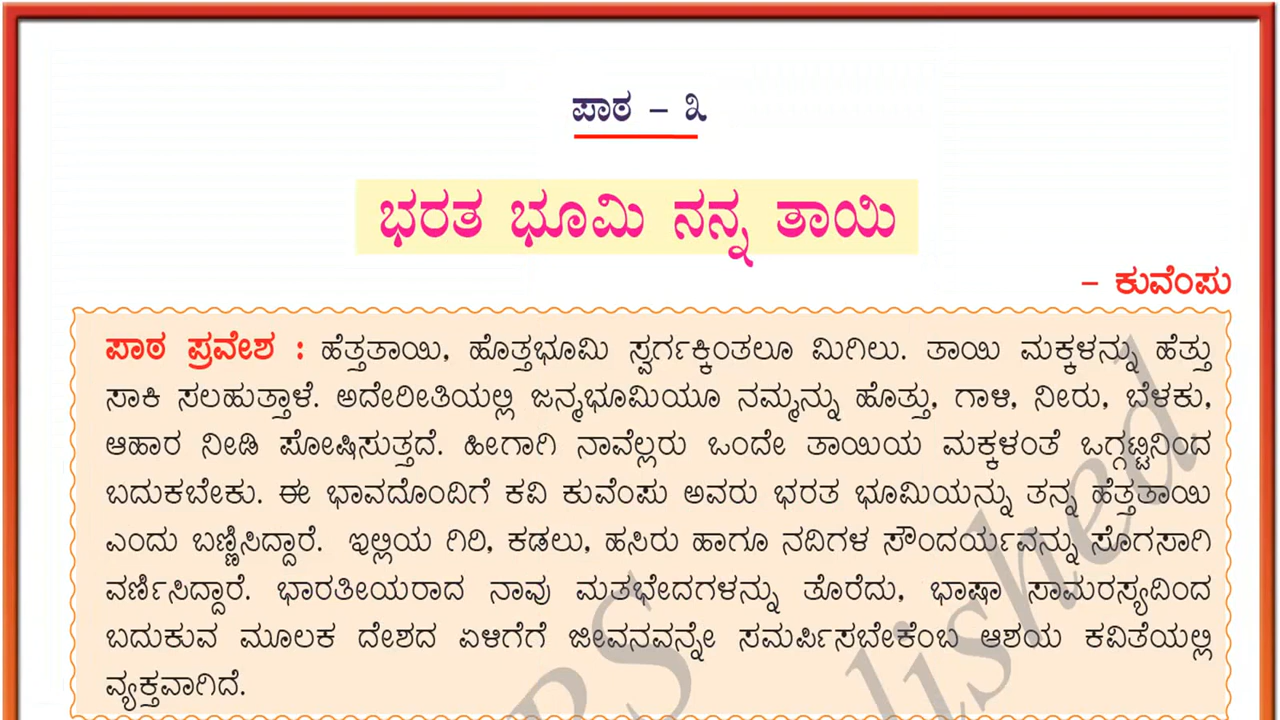 ಪಾಠ – ೩
ಭರತ ಭೂಮಿ ನನ್ನ ತಾಯಿ
– ಕುವೆಂಪು
ಪಾಠ ಪ್ರವೇಶ : ಹೆತ್ತತಾಯಿ, ಹೊತ್ತಭೂಮಿ ಸ್ವರ್ಗಕ್ಕಿಂತಲೂ ಮಿಗಿಲು. ತಾಯಿ ಮಕ್ಕಳನ್ನು ಹೆತ್ತು
ಸಾಕಿ ಸಲಹುತ್ತಾಳೆ. ಅದೇರೀತಿಯಲ್ಲಿ ಜನ್ಮಭೂಮಿಯೂ ನಮ್ಮನ್ನು ಹೊತ್ತು, ಗಾಳಿ, ನೀರು, ಬೆಳಕು,
ಆಹಾರ ನೀಡಿ ಪೋಷಿಸುತ್ತದೆ. ಹೀಗಾಗಿ ನಾವೆಲ್ಲರು ಒಂದೇ ತಾಯಿಯ ಮಕ್ಕಳಂತೆ ಒಗ್ಗಟ್ಟಿನಿಂದ
ಬದುಕಬೇಕು. ಈ ಭಾವದೊಂದಿಗೆ ಕವಿ ಕುವೆಂಪು ಅವರು ಭರತ ಭೂಮಿಯನ್ನು ತನ್ನ ಹೆತ್ತತಾಯಿ
ಎಂದು ಬಣ್ಣಿಸಿದ್ದಾರೆ. ಇಲ್ಲಿಯ ಗಿರಿ, ಕಡಲು, ಹಸಿರು ಹಾಗೂ ನದಿಗಳ ಸೌಂದರ್ಯವನ್ನು ಸೊಗಸಾಗಿ
ವರ್ಣಿಸಿದ್ದಾರೆ. ಭಾರತೀಯರಾದ ನಾವು ಮತಭೇದಗಳನ್ನು ತೊರೆದು, ಭಾಷಾ ಸಾಮರಸ್ಯದಿಂದ
ಬದುಕುವ ಮೂಲಕ ದೇಶದ ಏಳಿಗೆಗೆ ಜೀವನವನ್ನೇ ಸಮರ್ಪಿಸಬೇಕೆಂಬ ಆಶಯ ಕವಿತೆಯಲ್ಲಿ
ವ್ಯಕ್ತವಾಗಿದೆ.